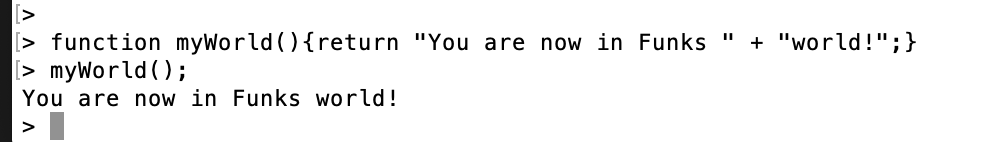 [>
[> function myWorld(){return "You are now in Funks " + "world!";}
[> myWorld();
You are now in Funks world!
>